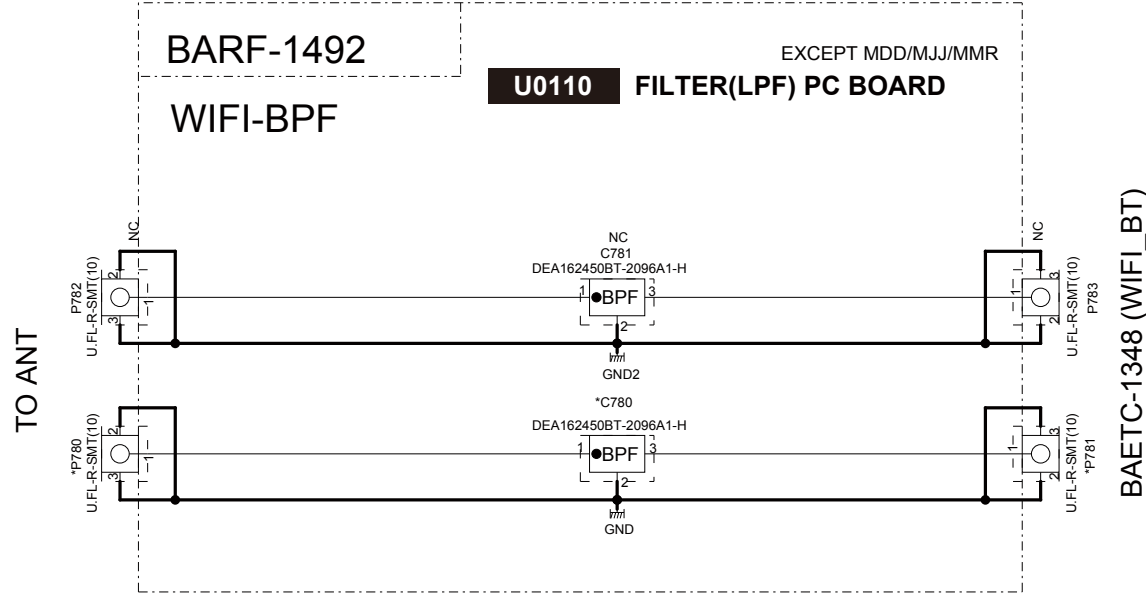 BARF-1492
EXCEPT MDD/MJJ/MMR
U0110 FILTER(LPF) PC BOARD
WIFI-BPF
TO ANT
NC
P782
U.FL-R-SMT(10)
2
3
1
NC
C781
DEA162450BT-2096A1-H
1
BPF
3
2
GND2
NC
1
3
2
U.FL-R-SMT(10)
P783
*P780
U.FL-R-SMT(10)
2
3
1
*C780
DEA162450BT-2096A1-H
1
BPF
3
2
GND
1
3
2
U.FL-R-SMT(10)
*P781
BAETC-1348 (WIFI_BT)